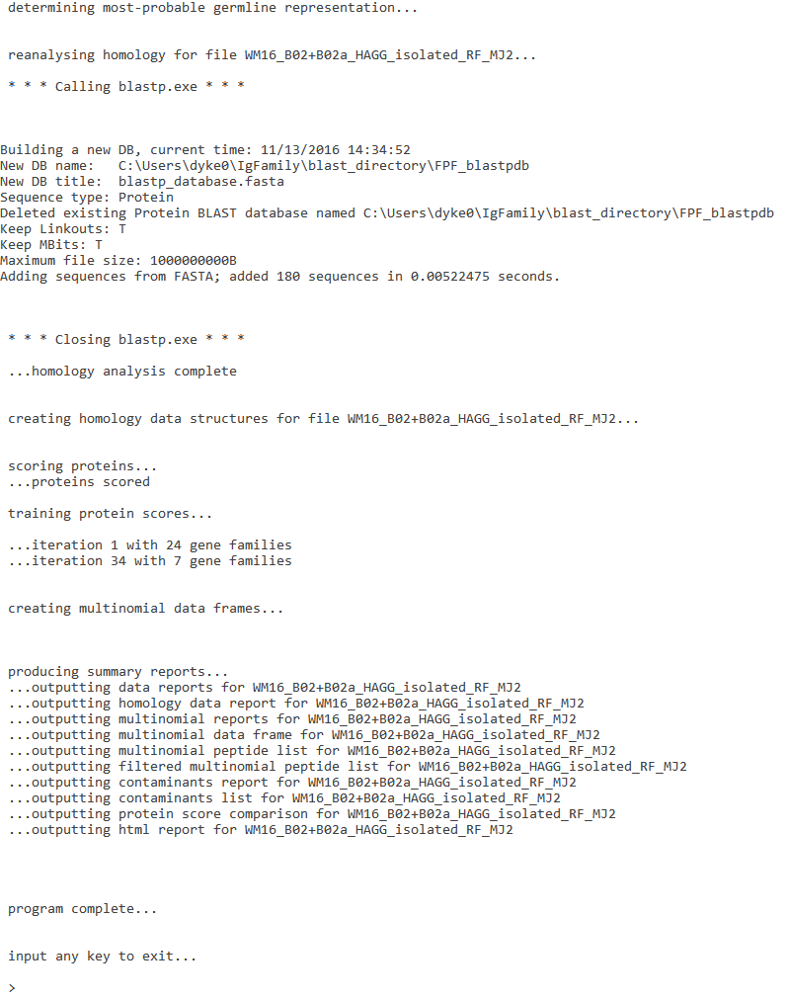 determining most-probable germline representation...
reanalysing homology for file WM16_B02+B02a_HAGG_isolated_RF_MJ2...
* * * Calling blastp.exe * * *
Building a new DB, current time: 11/13/2016 14:34:52
New DB name:   C:\Users\dyke0\IgFamily\blast_directory\FPF_blastpdb
New DB title:  blastp_database.fasta
Sequence type: Protein
Deleted existing Protein BLAST database named C:\Users\dyke0\IgFamily\blast_directory\FPF_blastpdb
Keep Linkouts: T
Keep MBits: T
Maximum file size: 1000000000B
Adding sequences from FASTA; added 180 sequences in 0.00522475 seconds.
* * * Closing blastp.exe * * *
...homology analysis complete
creating homology data structures for file WM16_B02+B02a_HAGG_isolated_RF_MJ2...
scoring proteins...
...proteins scored
training protein scores...
...iteration 1 with 24 gene families
...iteration 34 with 7 gene families
creating multinomial data frames...
producing summary reports...
...outputting data reports for WM16_B02+B02a_HAGG_isolated_RF_MJ2
...outputting homology data report for WM16_B02+B02a_HAGG_isolated_RF_MJ2
...outputting multinomial reports for WM16_B02+B02a_HAGG_isolated_RF_MJ2
...outputting multinomial data frame for WM16_B02+B02a_HAGG_isolated_RF_MJ2
...outputting multinomial peptide list for WM16_B02+B02a_HAGG_isolated_RF_MJ2
...outputting filtered multinomial peptide list for WM16_B02+B02a_HAGG_isolated_RF_MJ2
...outputting contaminants report for WM16_B02+B02a_HAGG_isolated_RF_MJ2
...outputting contaminants list for WM16_B02+B02a_HAGG_isolated_RF_MJ2
...outputting protein score comparison for WM16_B02+B02a_HAGG_isolated_RF_MJ2
...outputting html report for WM16_B02+B02a_HAGG_isolated_RF_MJ2
program complete...
input any key to exit...
>